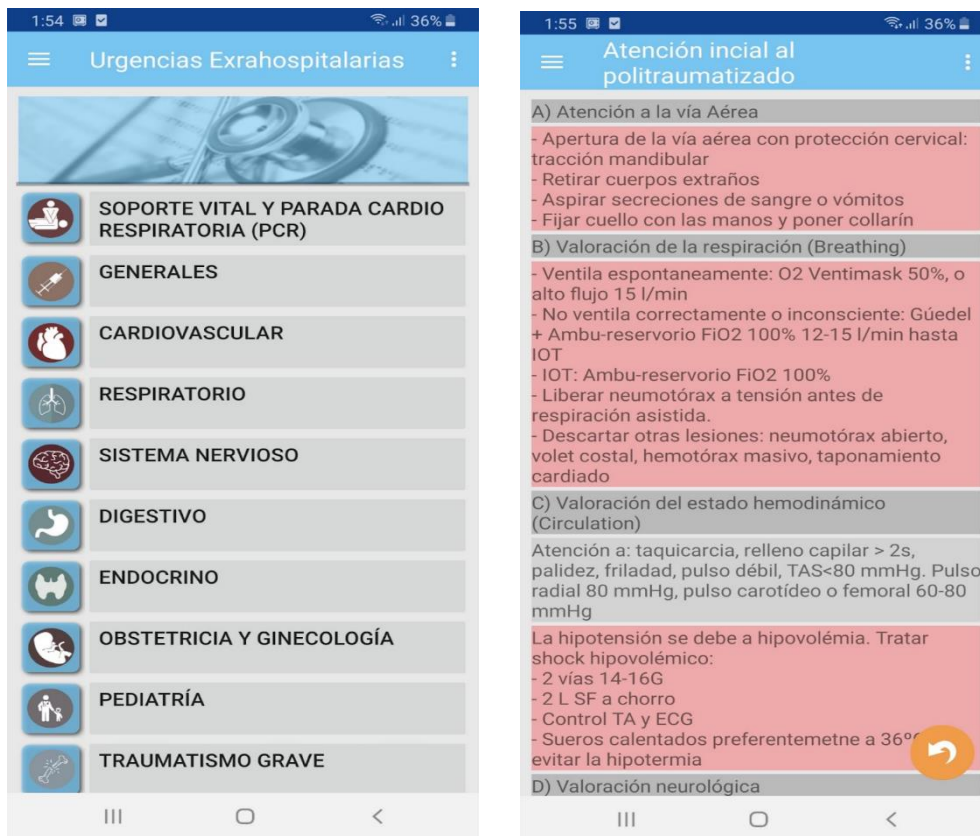 1:54
36%
Urgencias Exrahospitalarias
SOPORTE VITAL Y PARADA CARDIO
RESPIRATORIA (PCR)
GENERALES
CARDIOVASCULAR
RESPIRATORIO
SISTEMA NERVIOSO
DIGESTIVO
ENDOCRINO
OBSTETRICIA Y GINECOLOGÍA
PEDIATRÍA
TRAUMATISMO GRAVE
1:55
36%
Atención incial al
politraumatizado
A) Atención a la vía Aérea
- Apertura de la vía aérea con protección cervical:
tracción mandibular
- Retirar cuerpos extraños
- Aspirar secreciones de sangre o vómitos
- Fijar cuello con las manos y poner collarín
B) Valoración de la respiración (Breathing)
- Ventila espontaneamente: O2 Ventimask 50%, o
alto flujo 15 l/min
- No ventila correctamente o inconsciente: Gúedel
+ Ambu-reservorio FiO2 100% 12-15 l/min hasta
IOT
- IOT: Ambu-reservorio FiO2 100%
- Liberar neumotórax a tensión antes de
respiración asistida.
- Descartar otras lesiones: neumotórax abierto,
volet costal, hemotórax masivo, taponamiento
cardiado
C) Valoración del estado hemodinámico
(Circulation)
Atención a: taquicarcia, relleno capilar > 2s,
palidez, friladad, pulso débil, TAS<80 mmHg. Pulso
radial 80 mmHg, pulso carotídeo o femoral 60-80
mmHg
La hipotensión se debe a hipovolémia. Tratar
shock hipovolémico:
- 2 vías 14-16G
- 2 L SF a chorro
- Control TA y ECG
- Sueros calentados preferentemetne a 36º
evitar la hipotermia
D) Valoración neurológica